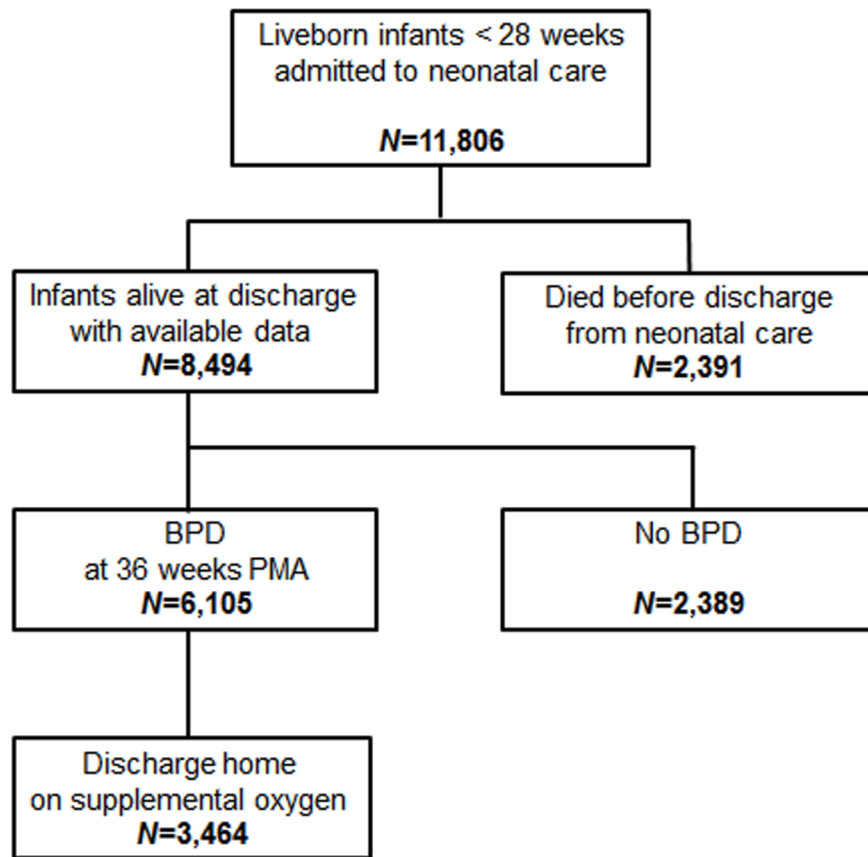 Liveborn infants < 28 weeks
admitted to neonatal care
N=11,806
Infants alive at discharge
with available data
N=8,494
Died before discharge
from neonatal care
N=2,391
BPD
at 36 weeks PMA
N=6,105
No BPD
N=2,389
Discharge home
on supplemental oxygen
N=3,464